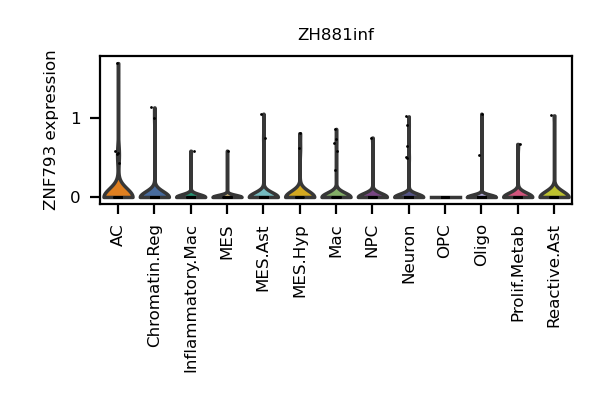 ZH881inf
ZNF793 expression
1
0
AC
Chromatin.Reg
Inflammatory.Mac
MES
MES.Ast
MES.Hyp
Mac
NPC
Neuron
OPC
Oligo
Prolif.Metab
Reactive.Ast